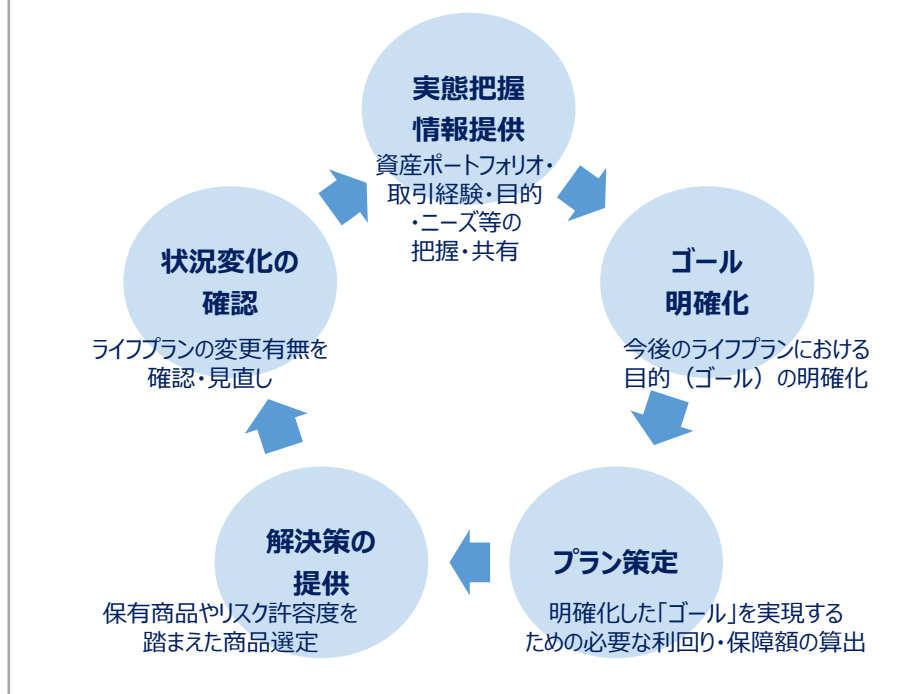 実態把握
情報提供
資産ポートフォリオ・
取引経験・目的
・ニーズ等の
把握・共有
ゴール
明確化
今後のライフプランにおける
目的（ゴール）の明確化
プラン策定
明確化した「ゴール」を実現する
ための必要な利回り・保障額の算出
解決策の
提供
保有商品やリスク許容度を
踏まえた商品選定
状況変化の
確認
ライフプランの変更有無を
確認・見直し